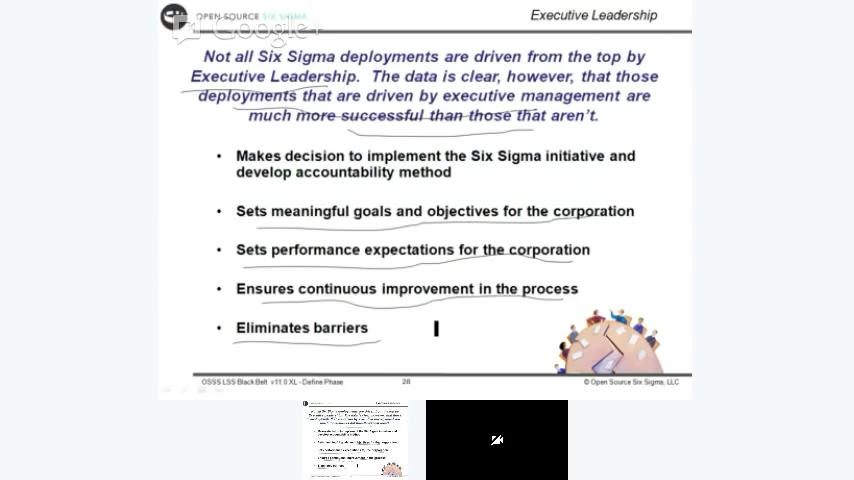 OPEN SOURCE SIX SIGMA
Google+
Executive Leadership
Not all Six Sigma deployments are driven from the top by
Executive Leadership. The data is clear, however, that those
deployments that are driven by executive management are
much more successful than those that aren't.
• Makes decision to implement the Six Sigma initiative and
develop accountability method
• Sets meaningful goals and objectives for the corporation
• Sets performance expectations for the corporation
• Ensures continuous improvement in the process
• Eliminates barriers
OSSS LSS Black Belt v11.0 XL - Define Phase
28
© Open Source Six Sigma, LLC